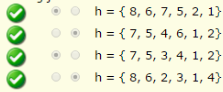 h = { 8, 6, 7, 5, 2, 1}
h = { 7, 5, 4, 6, 1, 2}
h = { 7, 5, 3, 4, 1, 2}
h = { 8, 6, 2, 3, 1, 4}